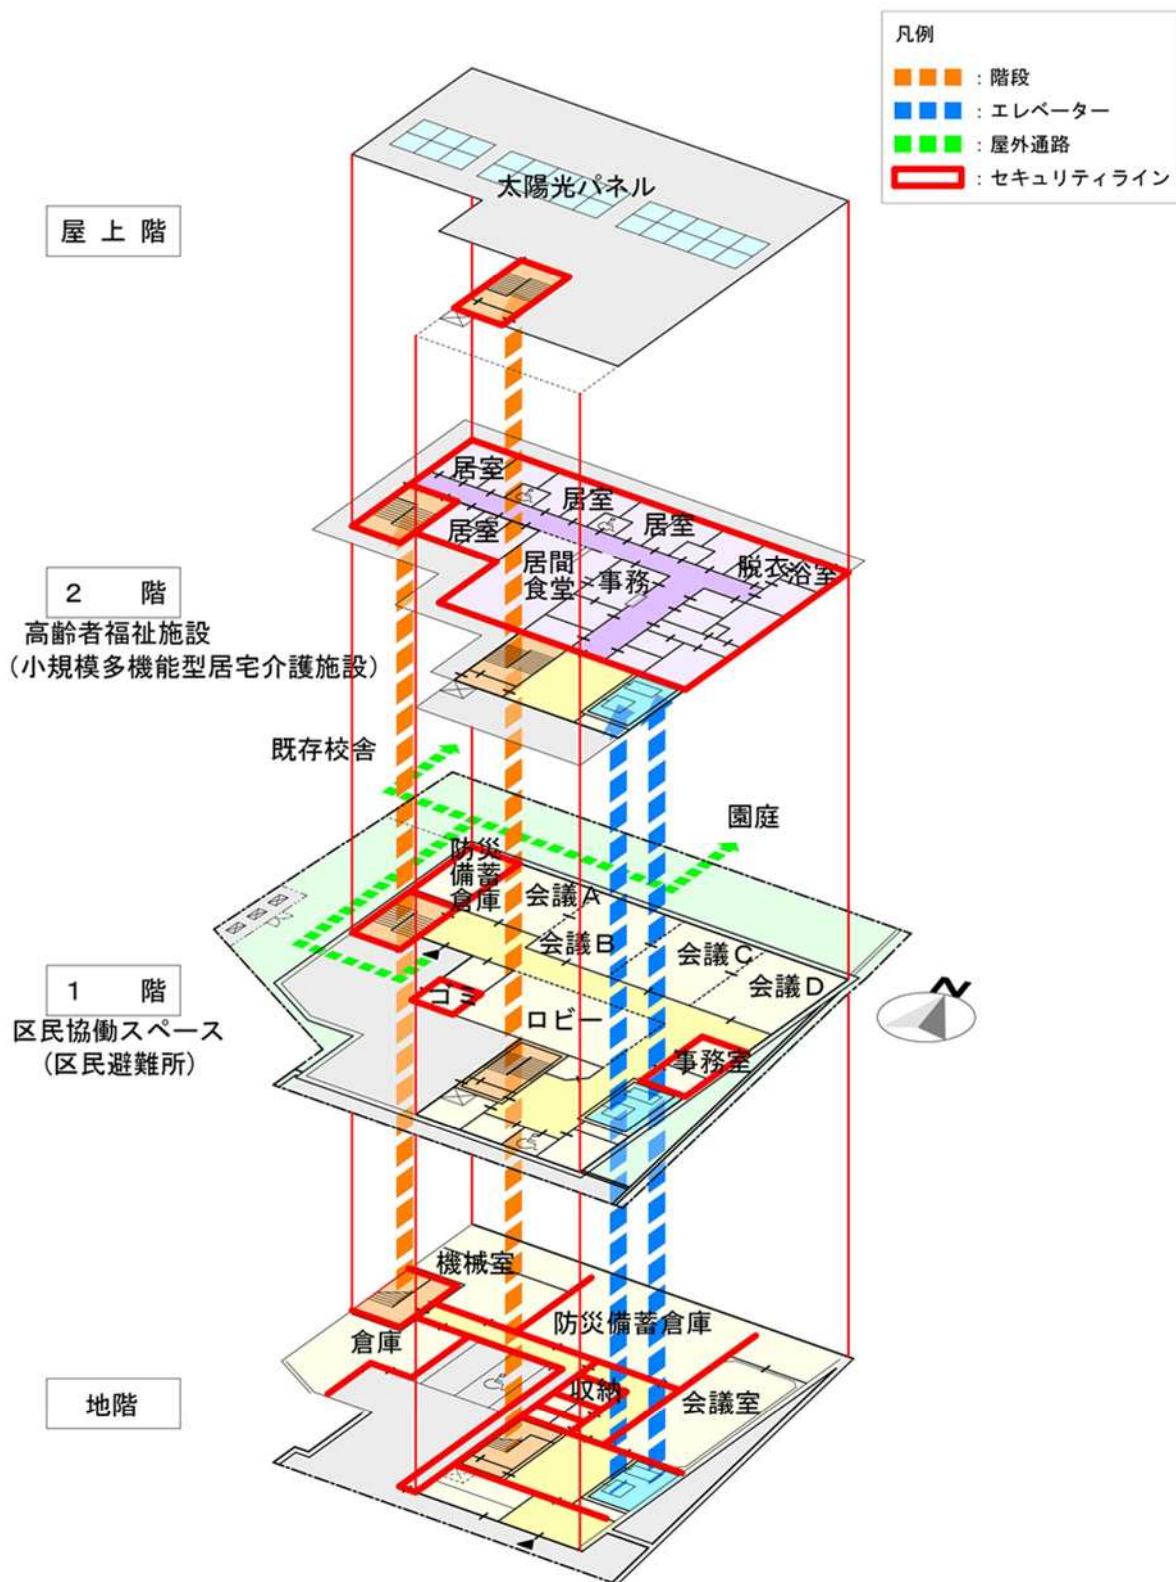 凡例
：階段
：エレベーター
：屋外通路
：セキュリティライン
太陽光パネル
屋上階
居室
居室
居室
居室
居間
食堂
事務
脱衣
浴室
２　階
高齢者福祉施設
（小規模多機能型居宅介護施設）
既存校舎
園庭
防災
備蓄
倉庫
会議Ａ
会議Ｂ
会議Ｃ
会議Ｄ
ゴミ
ロビー
事務室
１　階
区民協働スペース
（区民避難所）
N
機械室
防災備蓄倉庫
倉庫
収納
会議室
地階